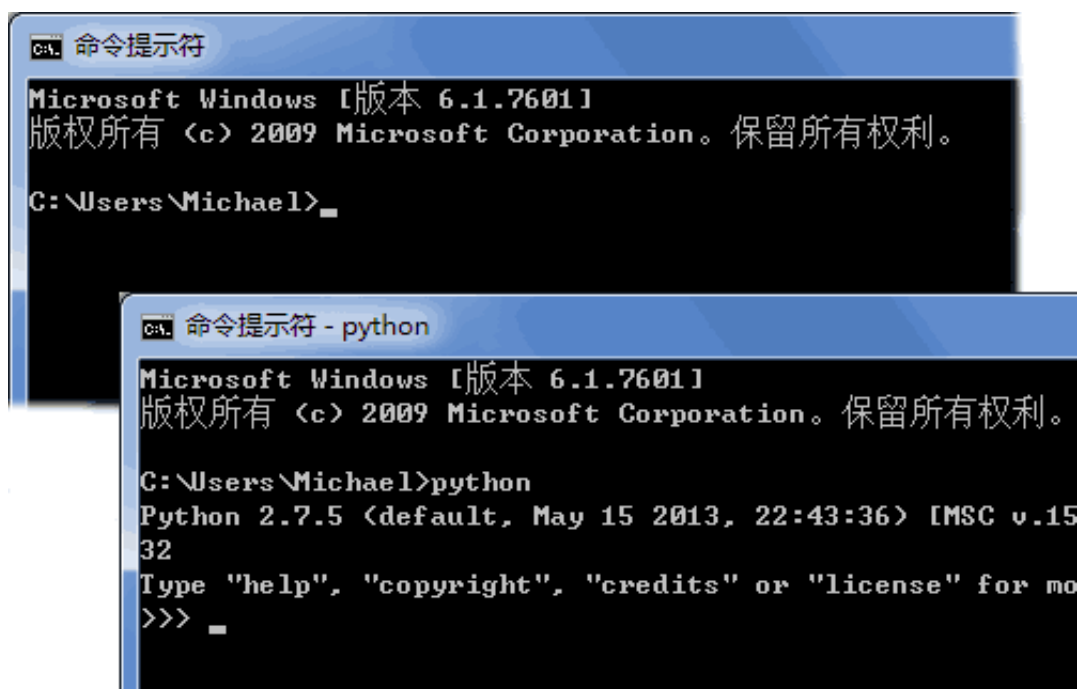 命令提示符
Microsoft Windows [版本 6.1.7601]
版权所有 (c) 2009 Microsoft Corporation。保留所有权利。
C:\Users\Michael>_
命令提示符 - python
Microsoft Windows [版本 6.1.7601]
版权所有 (c) 2009 Microsoft Corporation。保留所有权利。
C:\Users\Michael>python
Python 2.7.5 (default, May 15 2013, 22:43:36) [MSC v.15
32
Type "help", "copyright", "credits" or "license" for mo
>>> _